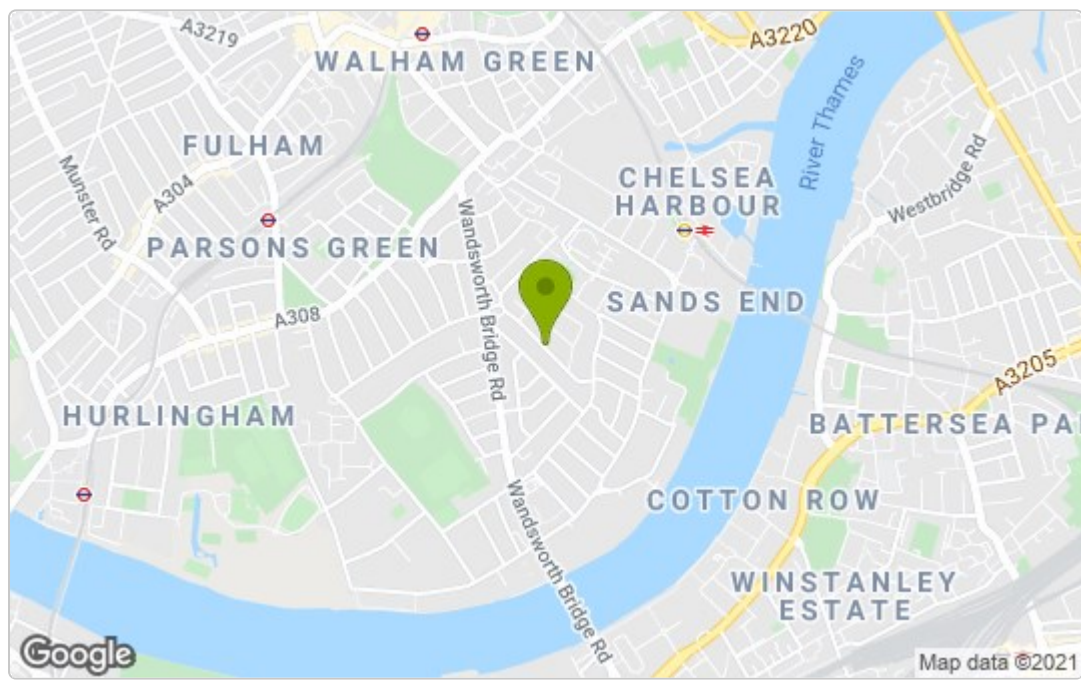 A3219
A3220
WALHAM GREEN
River Thames
FULHAM
Munster Rd
A304
CHELSEA
HARBOUR
Westbridge Rd
PARSONS GREEN
Wandsworth Bridge Rd
SANDS END
A308
A3205
HURLINGHAM
BATTERSEA PA
COTTON ROW
Wandsworth Bridge Rd
WINSTANLEY
ESTATE
Google
Map data ©2021